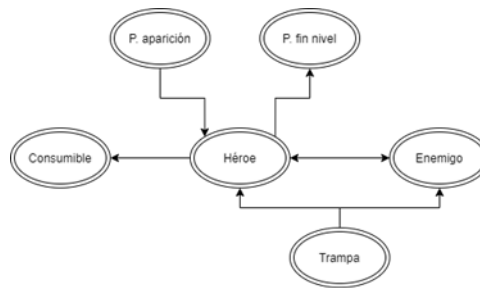 P. aparición
P. fin nivel
Consumible
Héroe
Enemigo
Trampa